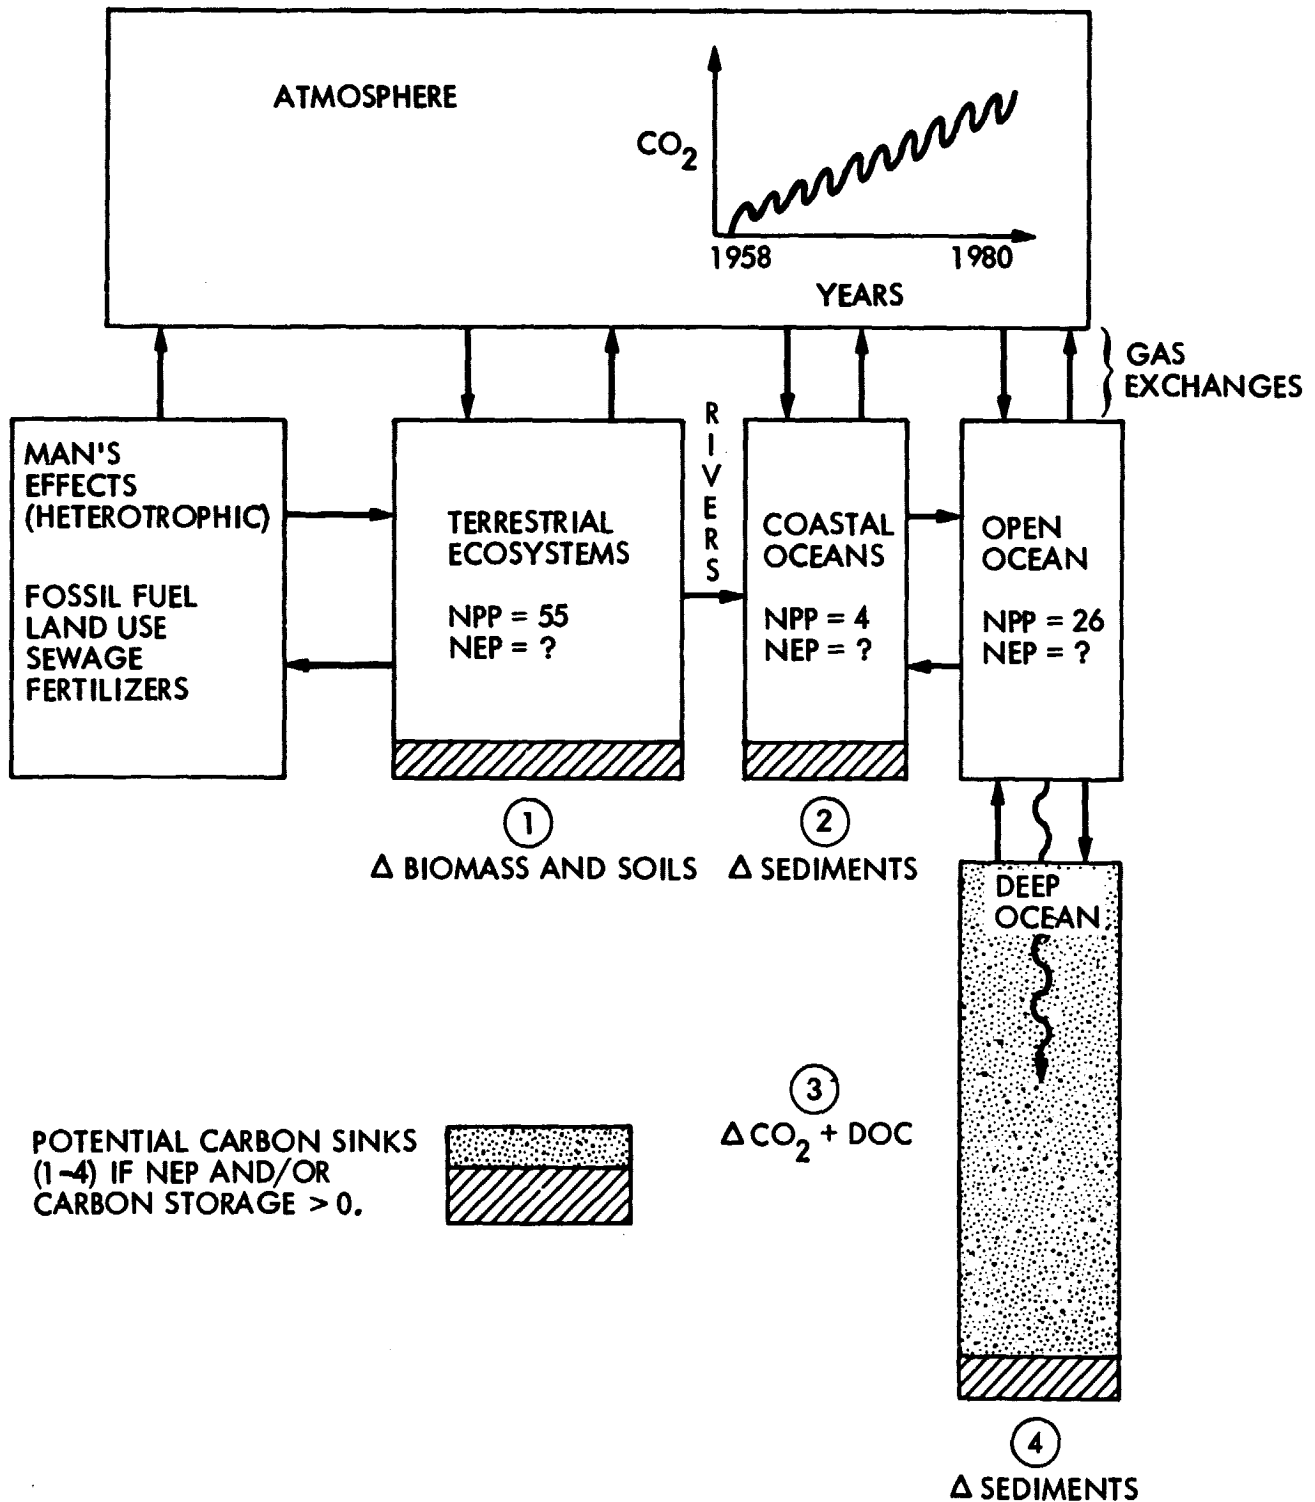 ATMOSPHERE
CO2
1958
1980
YEARS
GAS
EXCHANGES
MAN'S
EFFECTS
(HETEROTROPHIC)
FOSSIL FUEL
LAND USE
SEWAGE
FERTILIZERS
TERRESTRIAL
ECOSYSTEMS
NPP = 55
NEP = ?
RIVERS
COASTAL
OCEANS
NPP = 4
NEP = ?
OPEN
OCEAN
NPP = 26
NEP = ?
1
Δ BIOMASS AND SOILS
2
Δ SEDIMENTS
DEEP
OCEAN
3
ΔCO2 + DOC
POTENTIAL CARBON SINKS
(1-4) IF NEP AND/OR
CARBON STORAGE > 0.
4
Δ SEDIMENTS